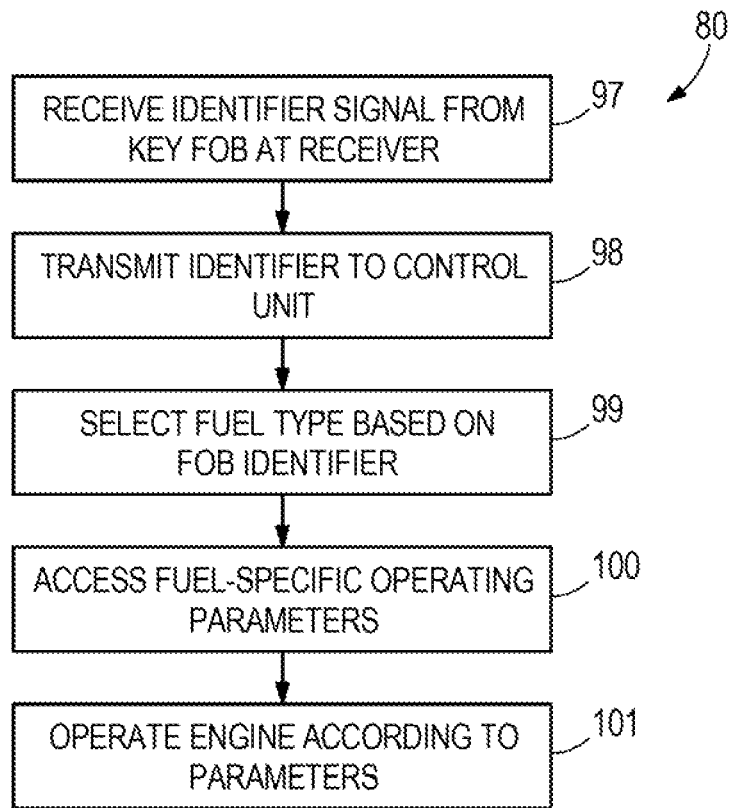 80
RECEIVE IDENTIFIER SIGNAL FROM
KEY FOB AT RECEIVER
97
TRANSMIT IDENTIFIER TO CONTROL
UNIT
98
SELECT FUEL TYPE BASED ON
FOB IDENTIFIER
99
ACCESS FUEL-SPECIFIC OPERATING
PARAMETERS
100
OPERATE ENGINE ACCORDING TO
PARAMETERS
101